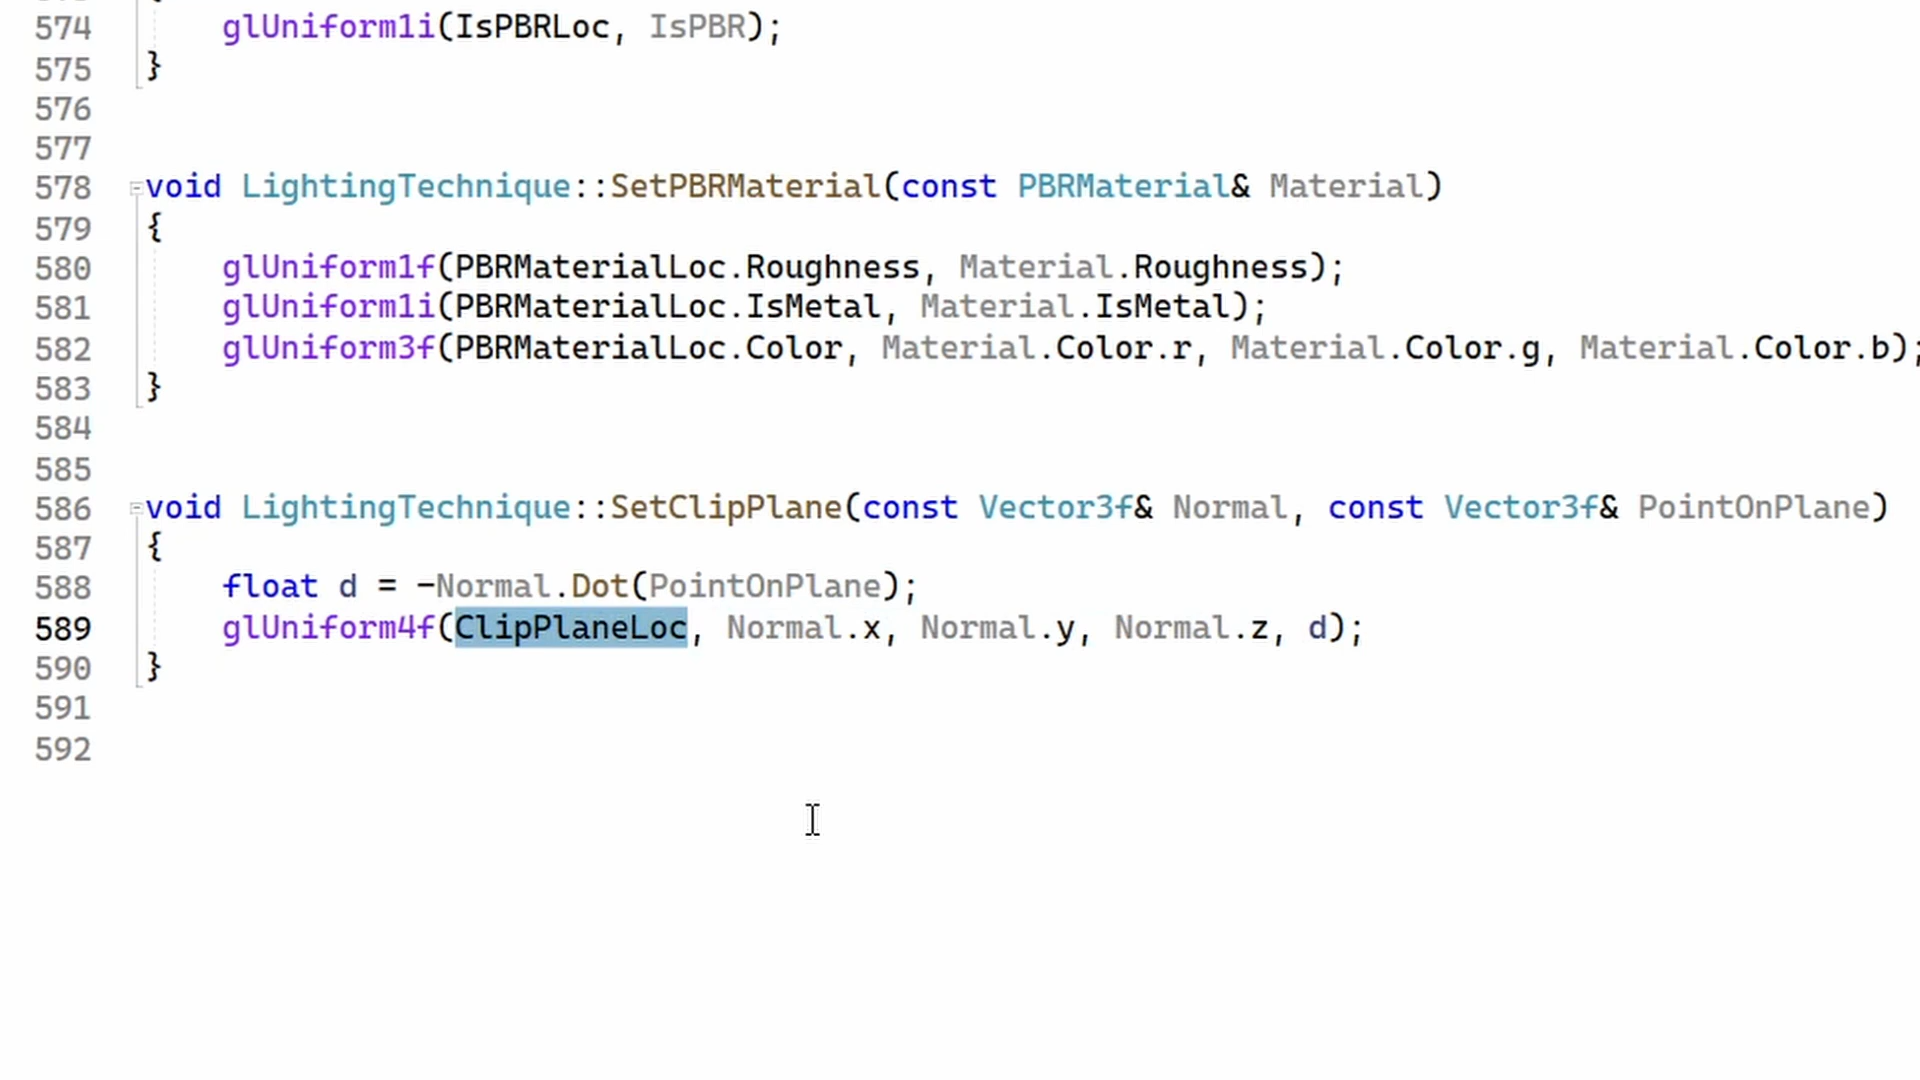 574 glUniform1i(IsPBRLoc, IsPBR);
575 }
576
577
578 void LightingTechnique::SetPBRMaterial(const PBRMaterial& Material)
579 {
580 glUniform1f(PBRMaterialLoc.Roughness, Material.Roughness);
581 glUniform1i(PBRMaterialLoc.IsMetal, Material.IsMetal);
582 glUniform3f(PBRMaterialLoc.Color, Material.Color.r, Material.Color.g, Material.Color.b);
583 }
584
585
586 void LightingTechnique::SetClipPlane(const Vector3f& Normal, const Vector3f& PointOnPlane)
587 {
588 float d = -Normal.Dot(PointOnPlane);
589 glUniform4f(ClipPlaneLoc, Normal.x, Normal.y, Normal.z, d);
590 }
591
592